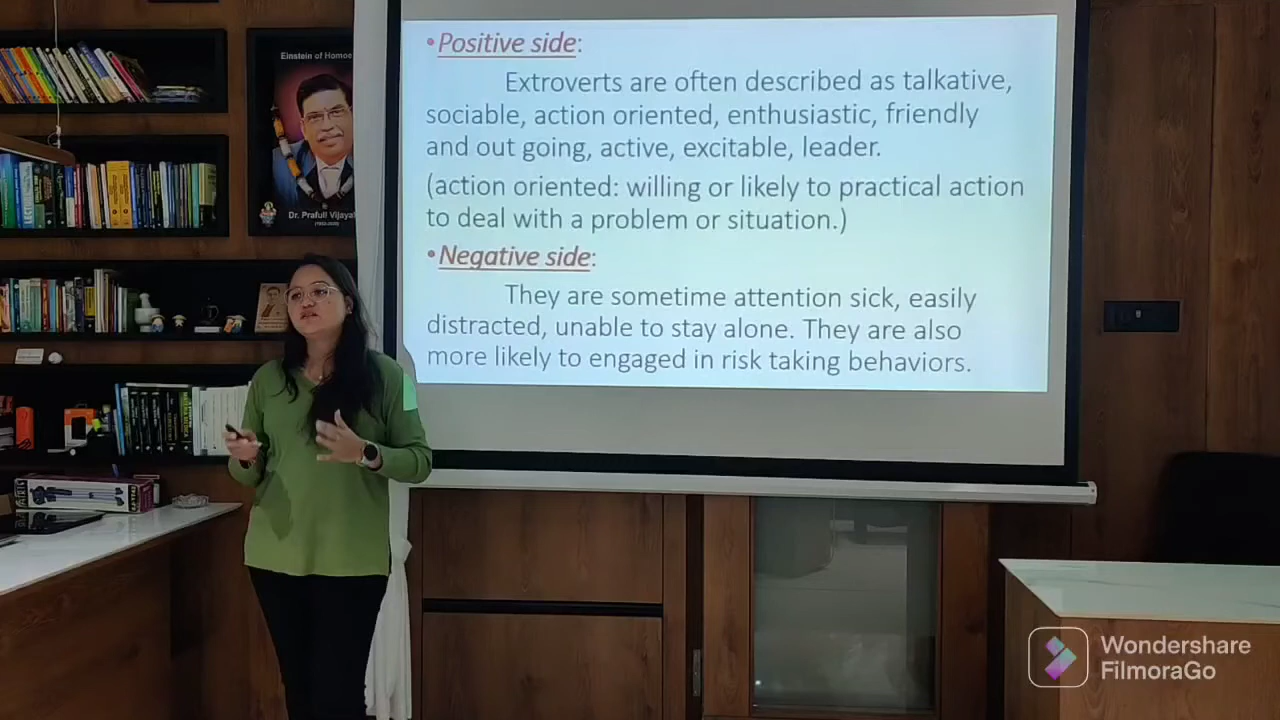 •Positive side:
Extroverts are often described as talkative,
sociable, action oriented, enthusiastic, friendly
and out going, active, excitable, leader.
(action oriented: willing or likely to practical action
to deal with a problem or situation.)
•Negative side:
They are sometime attention sick, easily
distracted, unable to stay alone. They are also
more likely to engaged in risk taking behaviors.
Einstein of Homoe
Dr. Prafull Vijayak
Wondershare
FilmoraGo